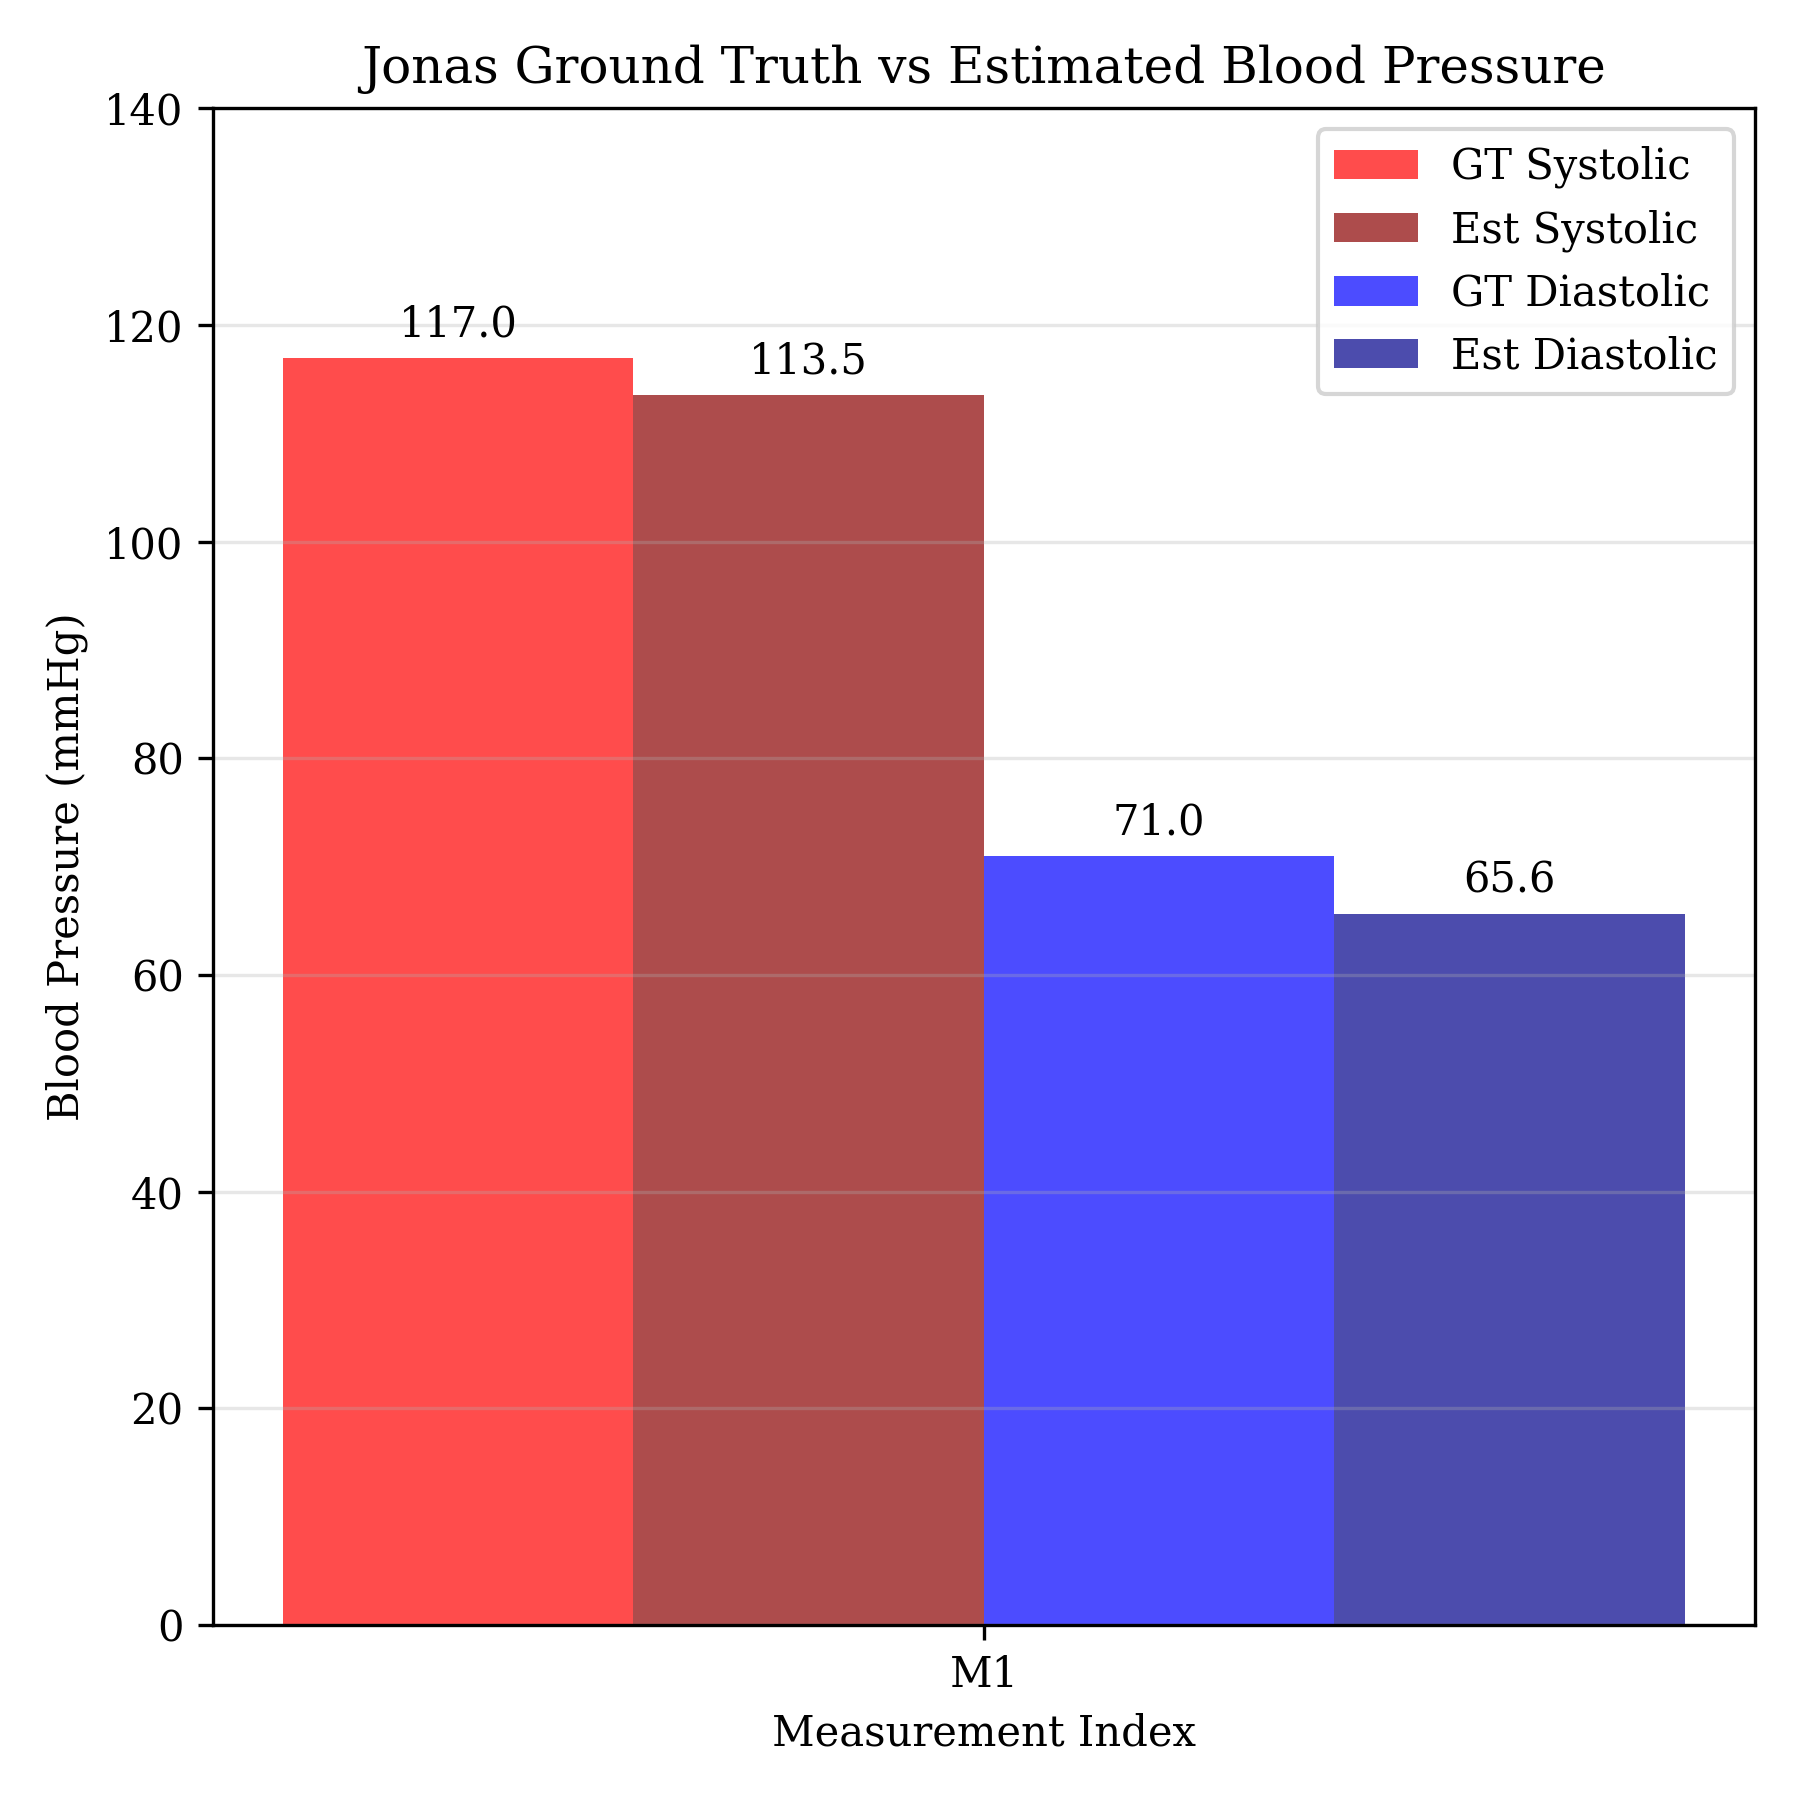 Jonas Ground Truth vs Estimated Blood Pressure
GT Systolic
Est Systolic
GT Diastolic
Est Diastolic
140
120
100
80
60
40
20
0
Blood Pressure (mmHg)
117.0
113.5
71.0
65.6
M1
Measurement Index